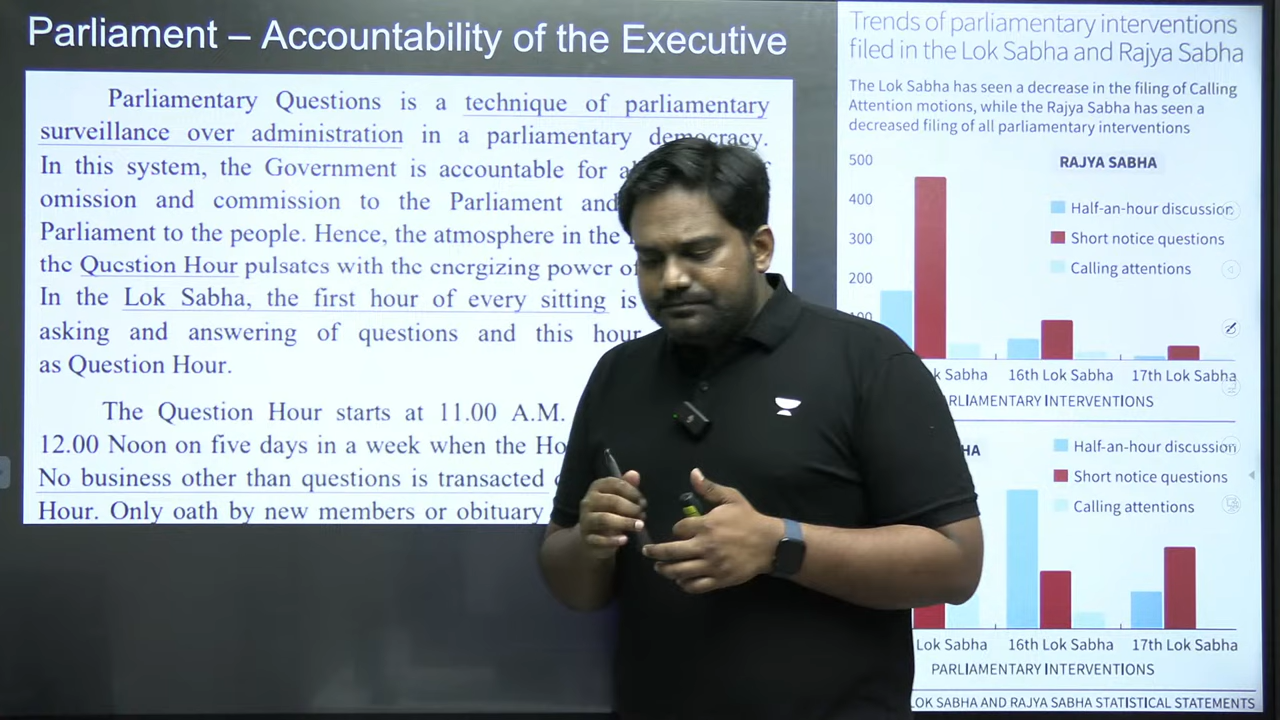 Parliament – Accountability of the Executive
Parliamentary Questions is a technique of parliamentary
surveillance over administration in a parliamentary democracy.
In this system, the Government is accountable for
omission and commission to the Parliament and
Parliament to the people. Hence, the atmosphere in the
the Question Hour pulsates with the energizing power of
In the Lok Sabha, the first hour of every sitting is
asking and answering of questions and this hour
as Question Hour.
The Question Hour starts at 11.00 A.M.
12.00 Noon on five days in a week when the
No business other than questions is transacted
Hour. Only oath by new members or obituary
Trends of parliamentary interventions
filed in the Lok Sabha and Rajya Sabha
The Lok Sabha has seen a decrease in the filing of Calling
Attention motions, while the Rajya Sabha has seen a
decreased filing of all parliamentary interventions
500
RAJYA SABHA
400
Half-an-hour discussion
300
Short notice questions
200
Calling attentions
Sabha
16th Lok Sabha
17th Lok Sabha
PARLIAMENTARY INTERVENTIONS
Half-an-hour discussion
Short notice questions
Calling attentions
Lok Sabha
16th Lok Sabha
17th Lok Sabha
PARLIAMENTARY INTERVENTIONS
LOK SABHA AND RAJYA SABHA STATISTICAL STATEMENTS